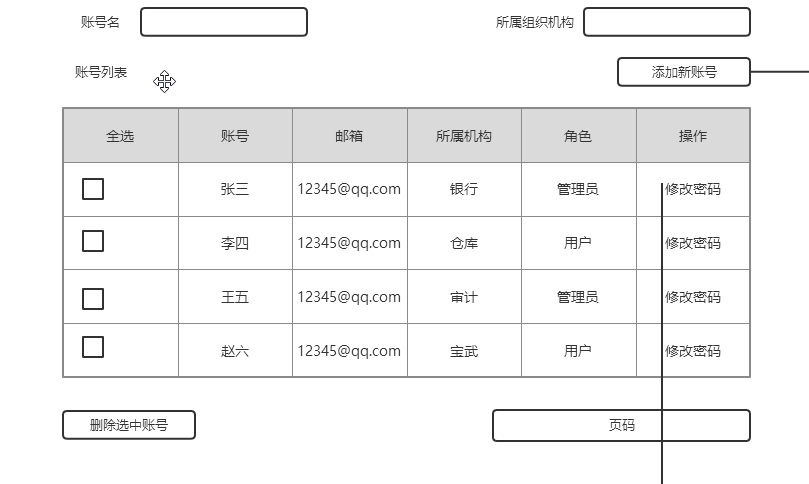 账号名 所属组织机构
账号列表 添加新账号
全选 账号 邮箱 所属机构 角色 操作
张三 12345@qq.com 银行 管理员 修改密码
李四 12345@qq.com 仓库 用户 修改密码
王五 12345@qq.com 审计 管理员 修改密码
赵六 12345@qq.com 宝武 用户 修改密码
删除选中账号 页码